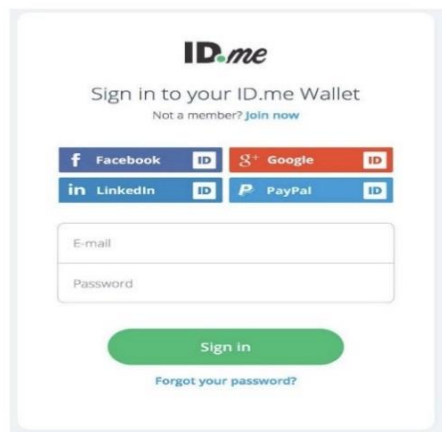 ID.me
Sign in to your ID.me Wallet
Not a member? Join now
f Facebook ID
g+ Google ID
in LinkedIn ID
P PayPal ID
E-mail
Password
Sign in
Forgot your password?